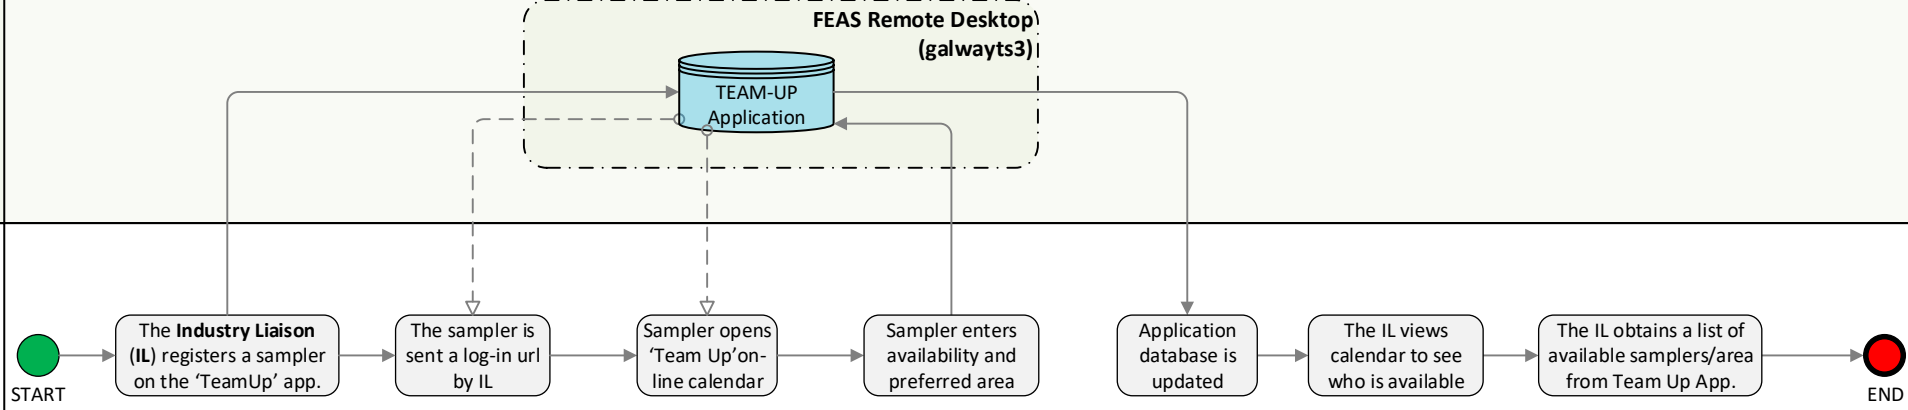 FEAS Remote Desktop
(galwayts3)
TEAM-UP
Application
START
The Industry Liaison
(IL) registers a sampler
on the ‘TeamUp’ app.
The sampler is
sent a log-in url
by IL
Sampler opens
‘Team Up’on-
line calendar
Sampler enters
availability and
preferred area
Application
database is
updated
The IL views
calendar to see
who is available
The IL obtains a list of
available samplers/area
from Team Up App.
END